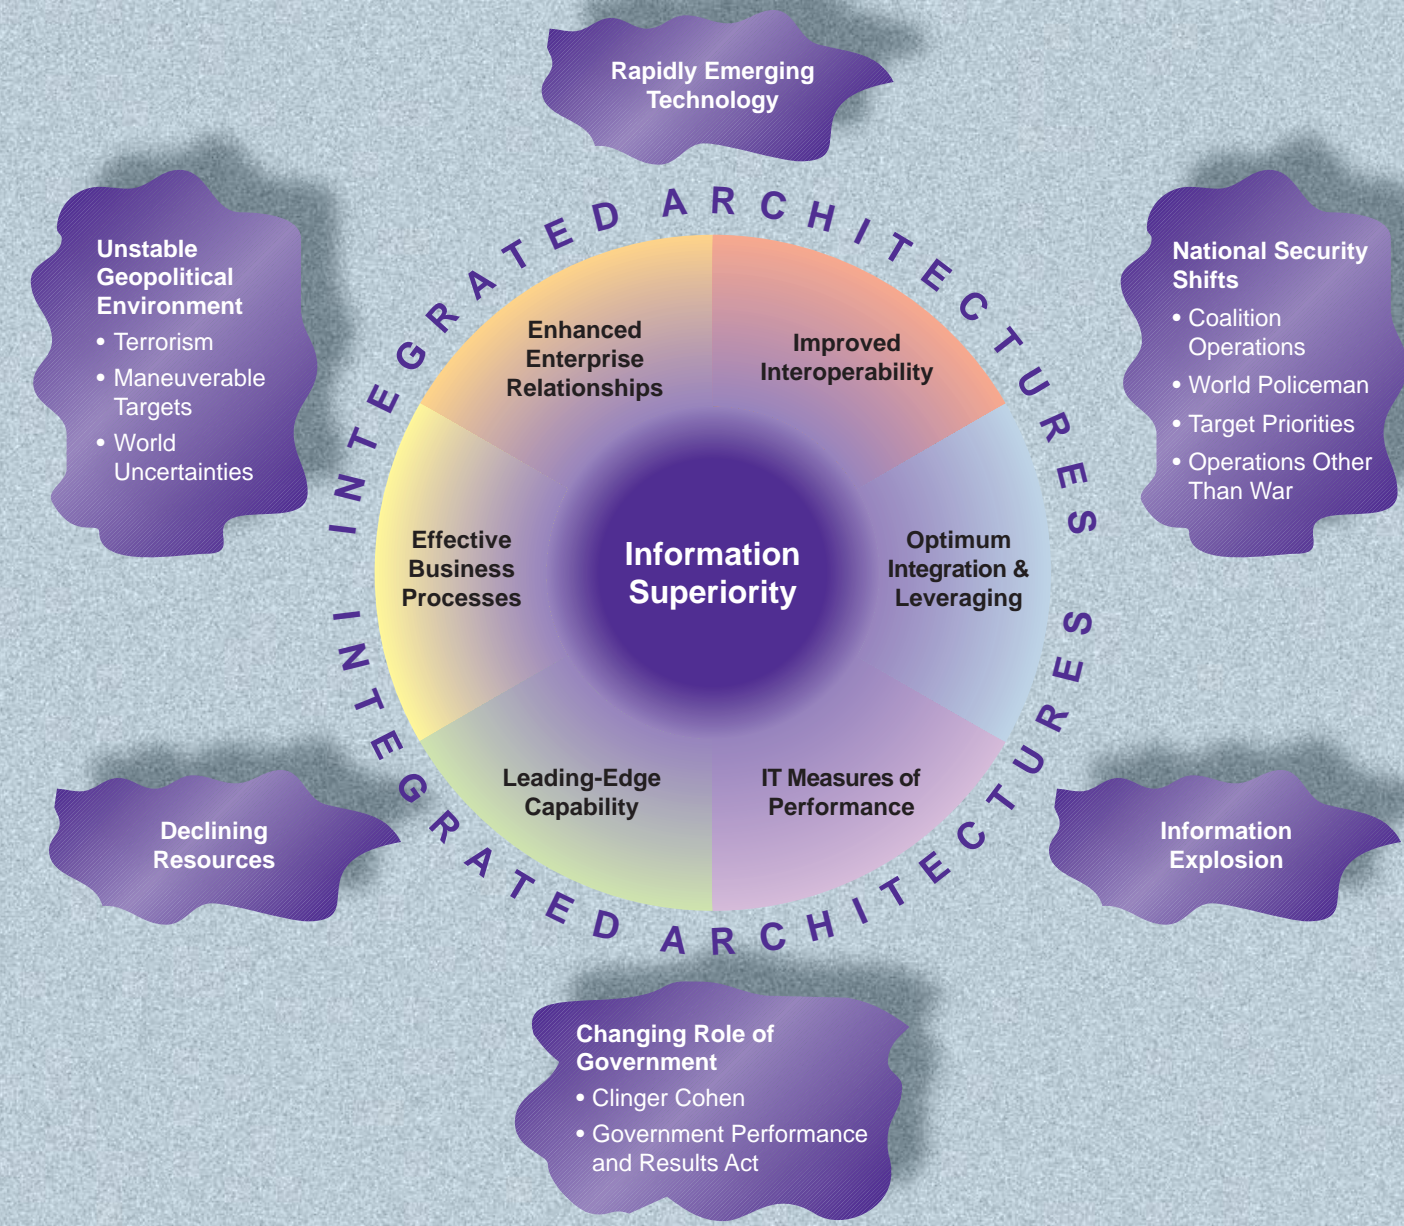 Rapidly Emerging
Technology
Unstable
Geopolitical
Environment
• Terrorism
• Maneuverable
Targets
• World
Uncertainties
National Security
Shifts
• Coalition
Operations
• World Policeman
• Target Priorities
• Operations Other
Than War
INTEGRATED ARCHITECTURES
Enhanced
Enterprise
Relationships
Improved
Interoperability
Effective
Business
Processes
Information
Superiority
Optimum
Integration &
Leveraging
Leading-Edge
Capability
IT Measures of
Performance
INTEGRATED ARCHITECTURES
Declining
Resources
Information
Explosion
Changing Role of
Government
• Clinger Cohen
• Government Performance
and Results Act